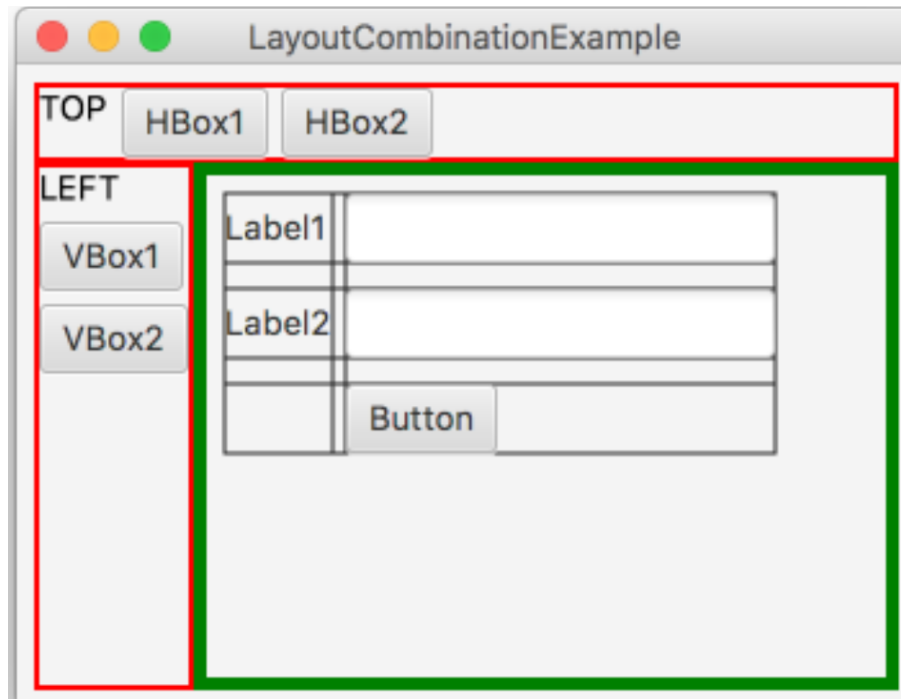 LayoutCombinationExample
TOP HBox1 HBox2
LEFT
VBox1
VBox2
Label1
Label2
Button